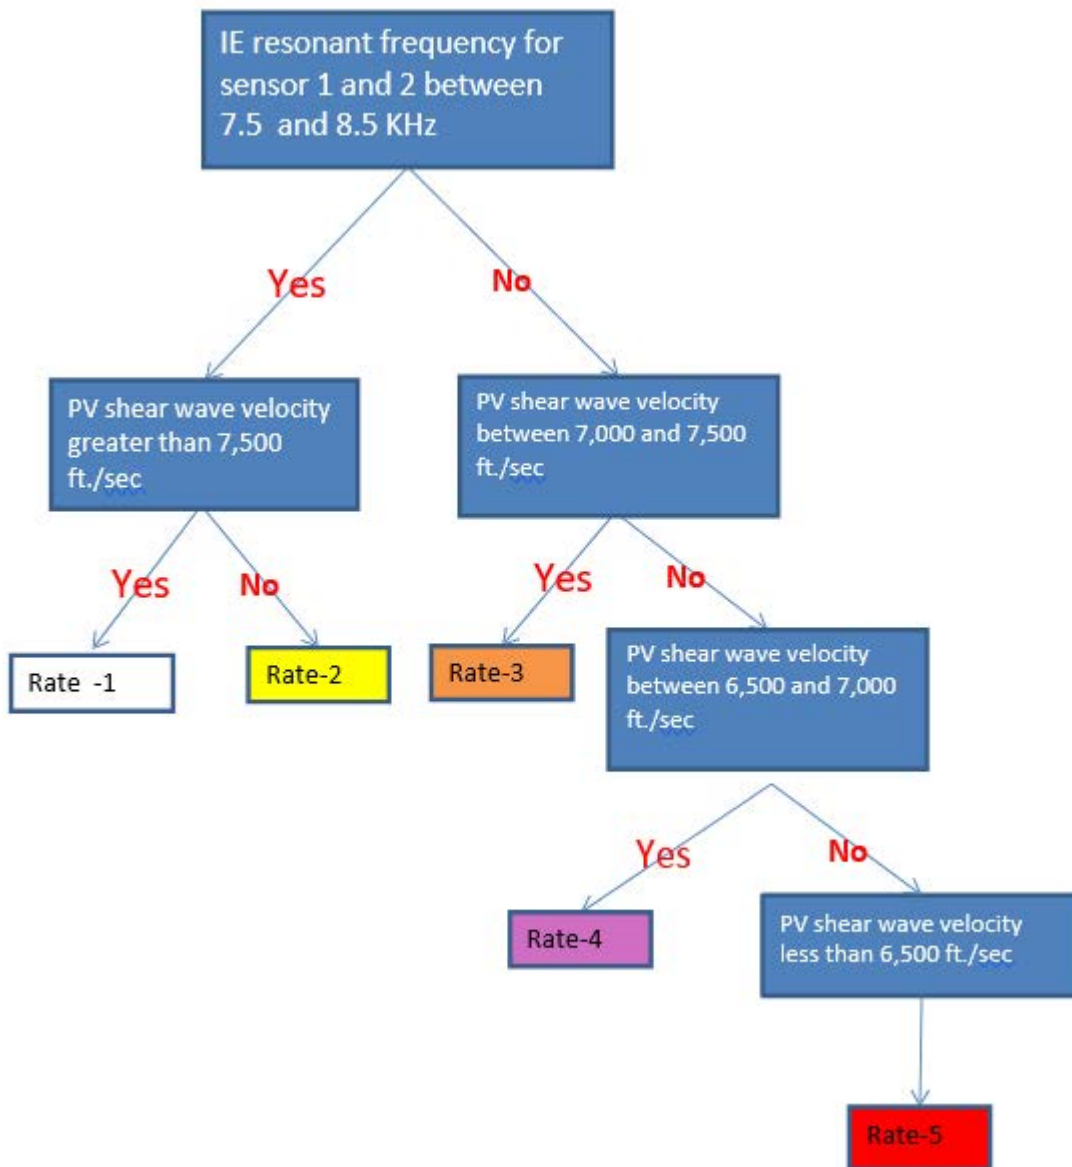 IE resonant frequency for
sensor 1 and 2 between
7.5 and 8.5 KHz
Yes
No
PV shear wave velocity
greater than 7,500
ft./sec
PV shear wave velocity
between 7,000 and 7,500
ft./sec
Yes
No
Yes
No
Rate -1
Rate-2
Rate-3
PV shear wave velocity
between 6,500 and 7,000
ft./sec
Yes
No
Rate-4
PV shear wave velocity
less than 6,500 ft./sec
Rate-5